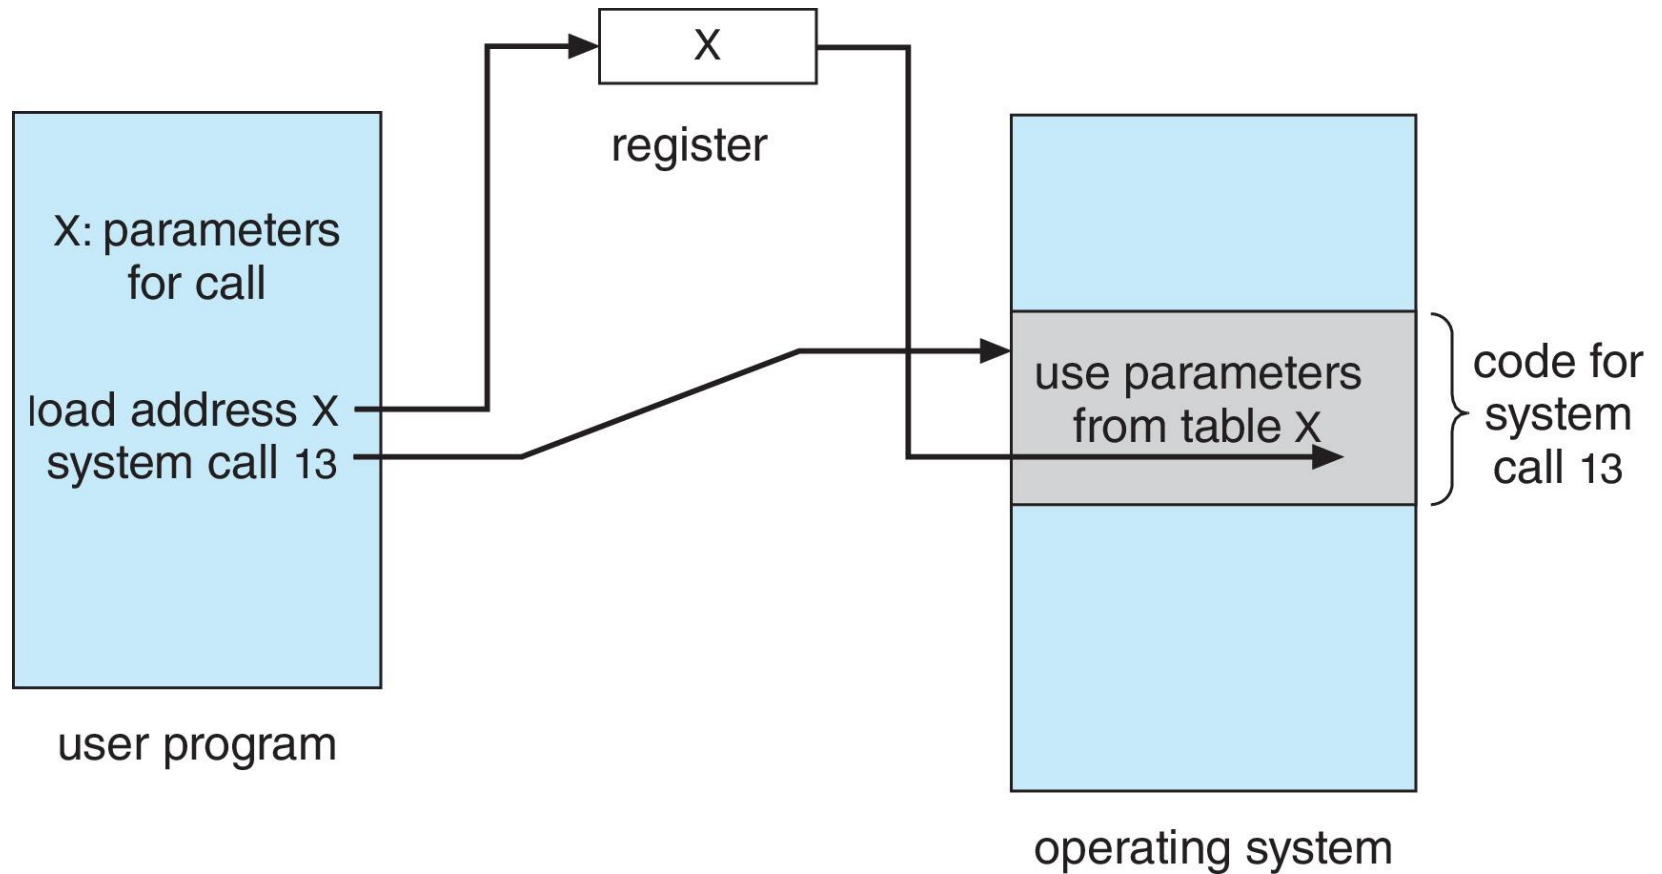 X
register
X: parameters
for call
load address X
system call 13
user program
use parameters
from table X
code for
system
call 13
operating system